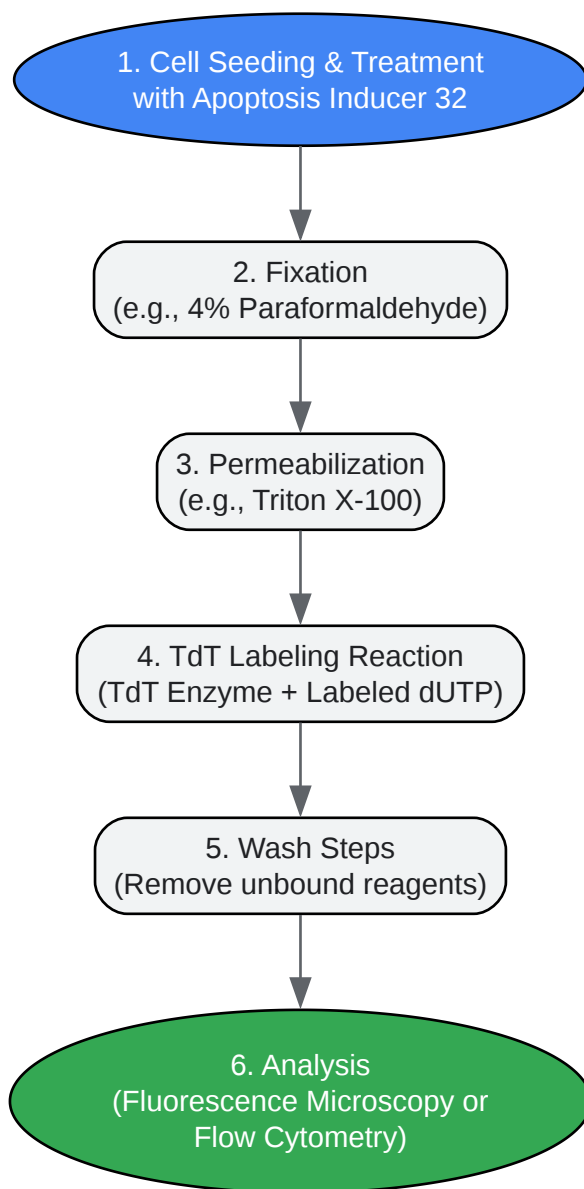 1. Cell Seeding & Treatment
with Apoptosis Inducer 32
2. Fixation
(e.g., 4% Paraformaldehyde)
3. Permeabilization
(e.g., Triton X-100)
4. TdT Labeling Reaction
(TdT Enzyme + Labeled dUTP)
5. Wash Steps
(Remove unbound reagents)
6. Analysis
(Fluorescence Microscopy or
Flow Cytometry)